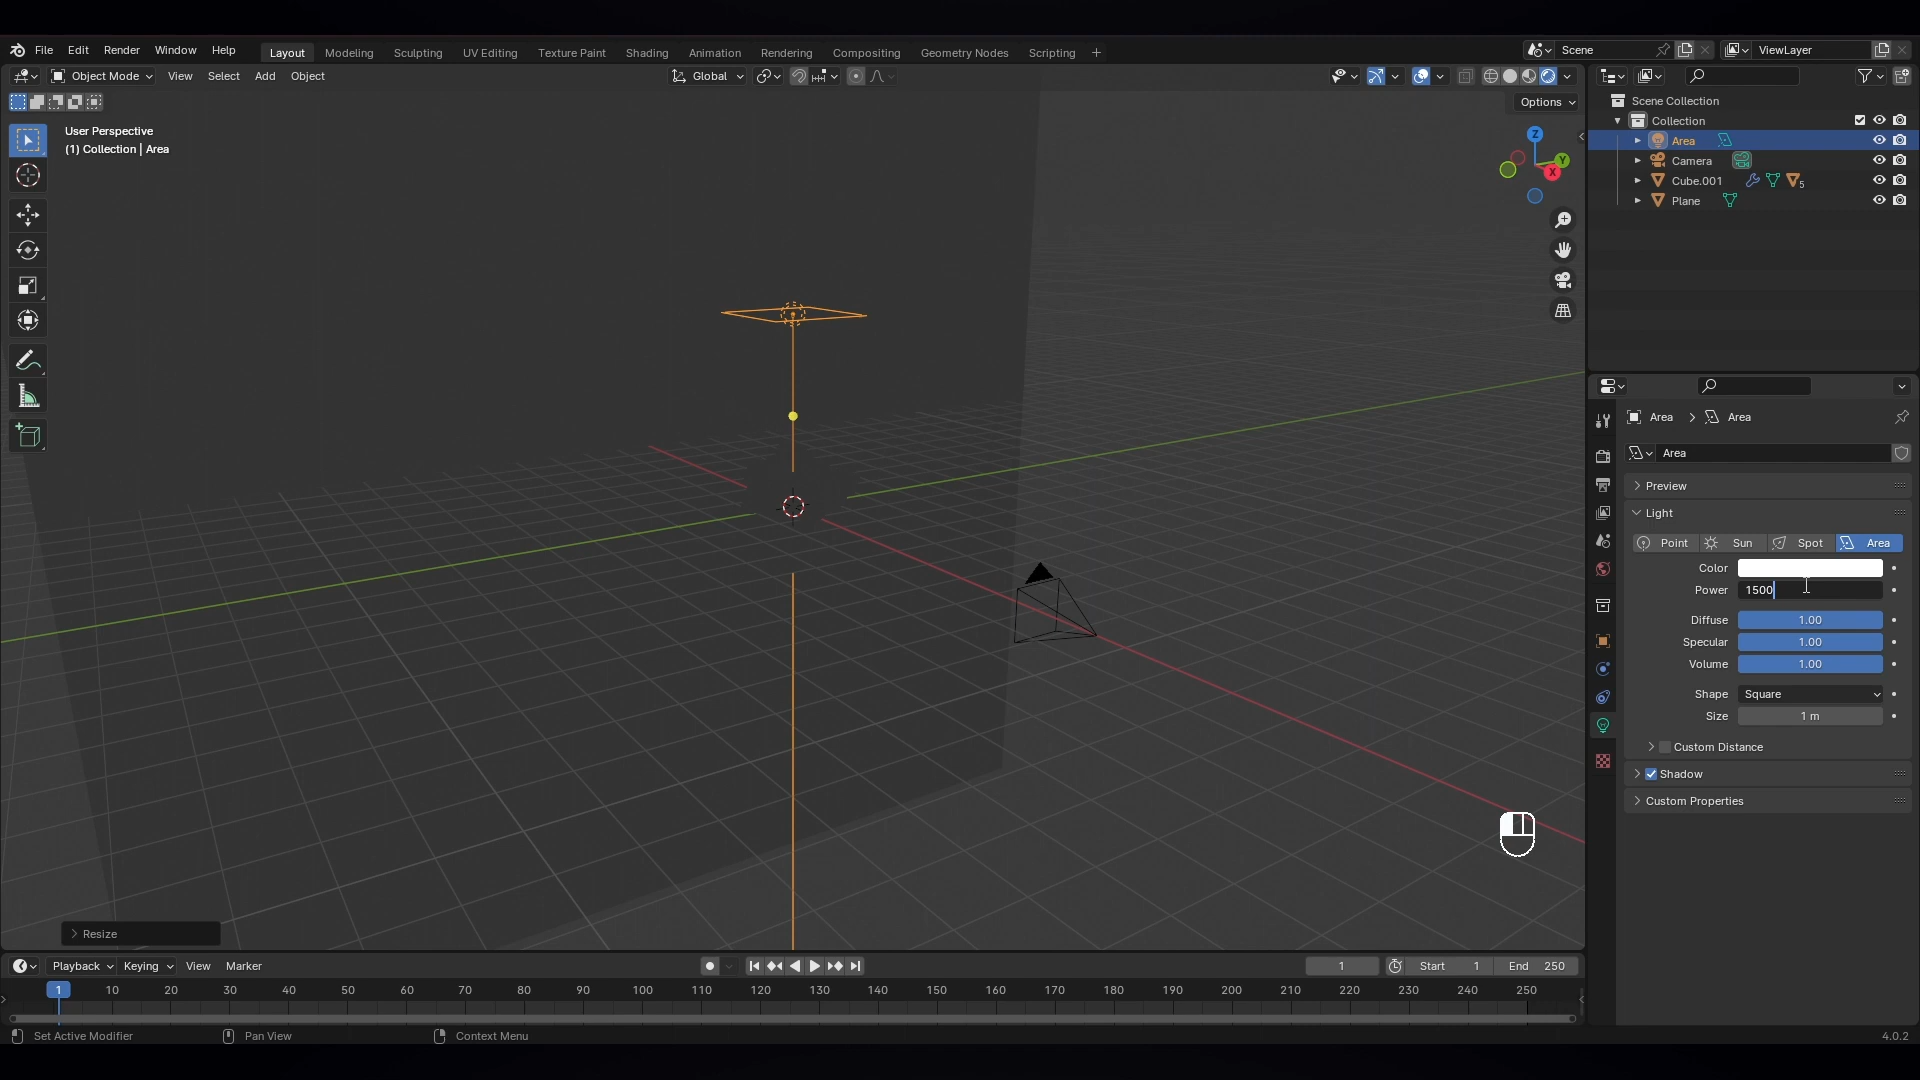 File Edit Render Window Help
Layout Modeling Sculpting UV Editing Texture Paint Shading Animation Rendering Compositing Geometry Nodes Scripting
Scene ViewLayer
Object Mode View Select Add Object Global
Options
User Perspective
(1) Collection | Area
Z
Y
X
Scene Collection
Collection
Area
Camera
Cube.001 5
Plane
Area Area
Area
Preview
Light
Point Sun Spot Area
Color
Power 1500
Diffuse 1.00
Specular 1.00
Volume 1.00
Shape Square
Size 1 m
Custom Distance
Shadow
Custom Properties
Resize
Playback Keying View Marker 1 Start 1 End 250
1 10 20 30 40 50 60 70 80 90 100 110 120 130 140 150 160 170 180 190 200 210 220 230 240 250
Set Active Modifier Pan View Context Menu 4.0.2